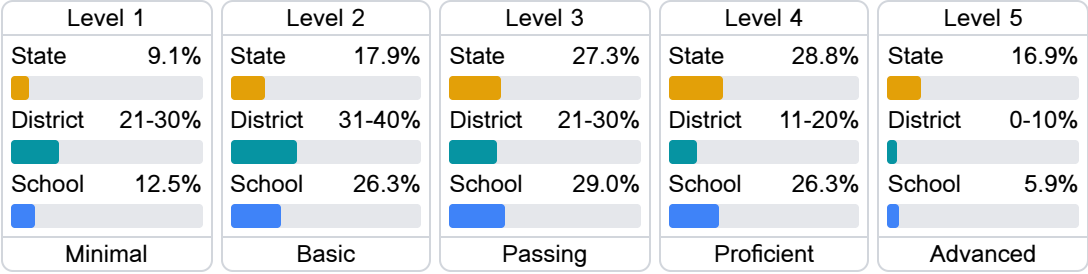 Level 1
State 9.1%
District 21-30%
School 12.5%
Minimal
Level 2
State 17.9%
District 31-40%
School 26.3%
Basic
Level 3
State 27.3%
District 21-30%
School 29.0%
Passing
Level 4
State 28.8%
District 11-20%
School 26.3%
Proficient
Level 5
State 16.9%
District 0-10%
School 5.9%
Advanced